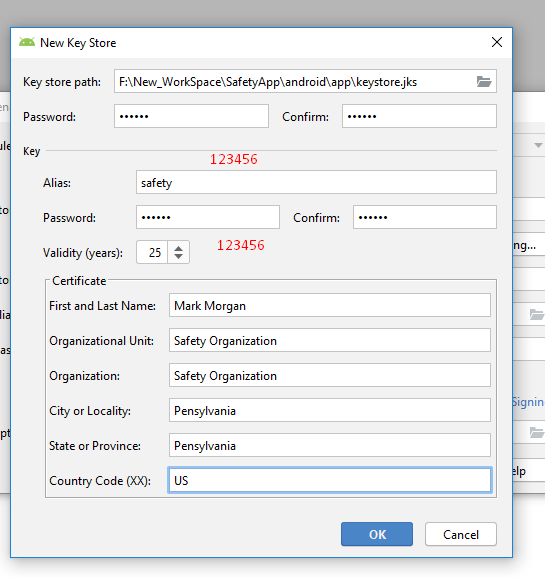 New Key Store
Key store path: F:\New_WorkSpace\SafetyApp\android\app\keystore.jks
Password: •••••• Confirm: ••••••
Key
123456
Alias: safety
Password: •••••• Confirm: ••••••
Validity (years): 25 123456
Certificate
First and Last Name: Mark Morgan
Organizational Unit: Safety Organization
Organization: Safety Organization
City or Locality: Pensylvania
State or Province: Pensylvania
Signing
Country Code (XX): US
OK Cancel